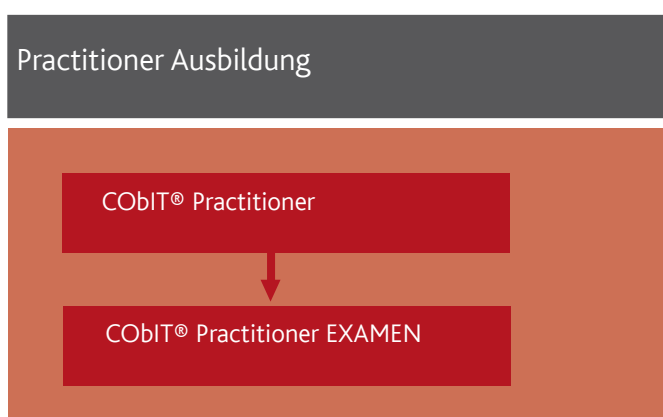 Practitioner Ausbildung
CObIT® Practitioner
CObIT® Practitioner EXAMEN